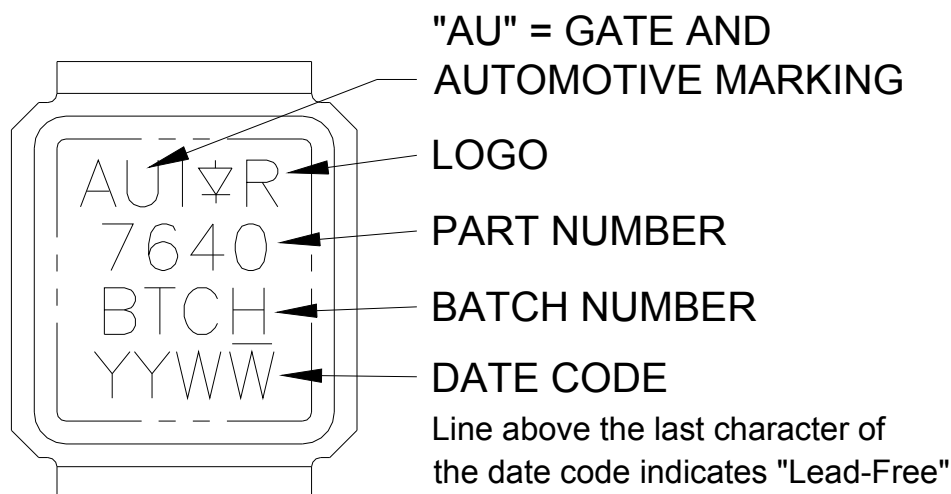 "AU" = GATE AND
AUTOMOTIVE MARKING
AUI R
LOGO
7640
PART NUMBER
BTCH
BATCH NUMBER
YYWW
DATE CODE
Line above the last character of
the date code indicates "Lead-Free"